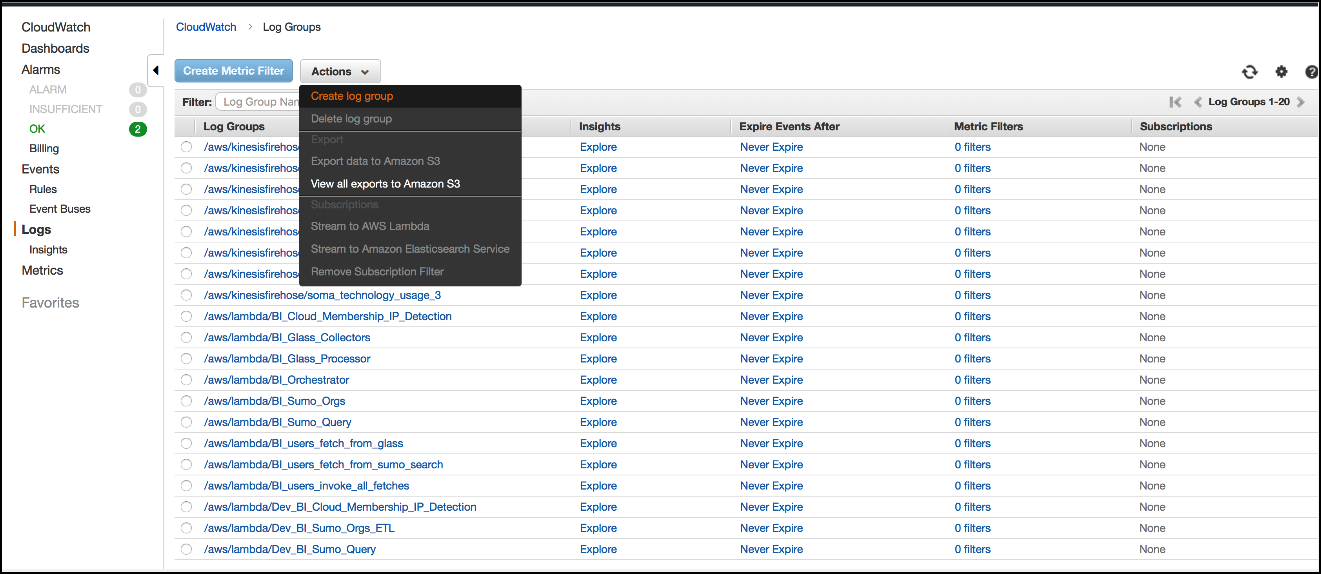 CloudWatch
Dashboards
Alarms
ALARM 0
INSUFFICIENT 0
OK 2
Billing
Events
Rules
Event Buses
Logs
Insights
Metrics
Favorites
CloudWatch > Log Groups
Create Metric Filter Actions
Filter: Log Group Nam Log Groups 1-20
Create log group
Delete log group
Export
Export data to Amazon S3
View all exports to Amazon S3
Subscriptions
Stream to AWS Lambda
Stream to Amazon Elasticsearch Service
Remove Subscription Filter
Log Groups Insights Expire Events After Metric Filters Subscriptions
/aws/kinesisfirehose Explore Never Expire 0 filters None
/aws/kinesisfirehose Explore Never Expire 0 filters None
/aws/kinesisfirehose Explore Never Expire 0 filters None
/aws/kinesisfirehose Explore Never Expire 0 filters None
/aws/kinesisfirehose Explore Never Expire 0 filters None
/aws/kinesisfirehose Explore Never Expire 0 filters None
/aws/kinesisfirehose Explore Never Expire 0 filters None
/aws/kinesisfirehose/soma_technology_usage_3 Explore Never Expire 0 filters None
/aws/lambda/BI_Cloud_Membership_IP_Detection Explore Never Expire 0 filters None
/aws/lambda/BI_Glass_Collectors Explore Never Expire 0 filters None
/aws/lambda/BI_Glass_Processor Explore Never Expire 0 filters None
/aws/lambda/BI_Orchestrator Explore Never Expire 0 filters None
/aws/lambda/BI_Sumo_Orgs Explore Never Expire 0 filters None
/aws/lambda/BI_Sumo_Query Explore Never Expire 0 filters None
/aws/lambda/BI_users_fetch_from_glass Explore Never Expire 0 filters None
/aws/lambda/BI_users_fetch_from_sumo_search Explore Never Expire 0 filters None
/aws/lambda/BI_users_invoke_all_fetches Explore Never Expire 0 filters None
/aws/lambda/Dev_BI_Cloud_Membership_IP_Detection Explore Never Expire 0 filters None
/aws/lambda/Dev_BI_Sumo_Orgs_ETL Explore Never Expire 0 filters None
/aws/lambda/Dev_BI_Sumo_Query Explore Never Expire 0 filters None